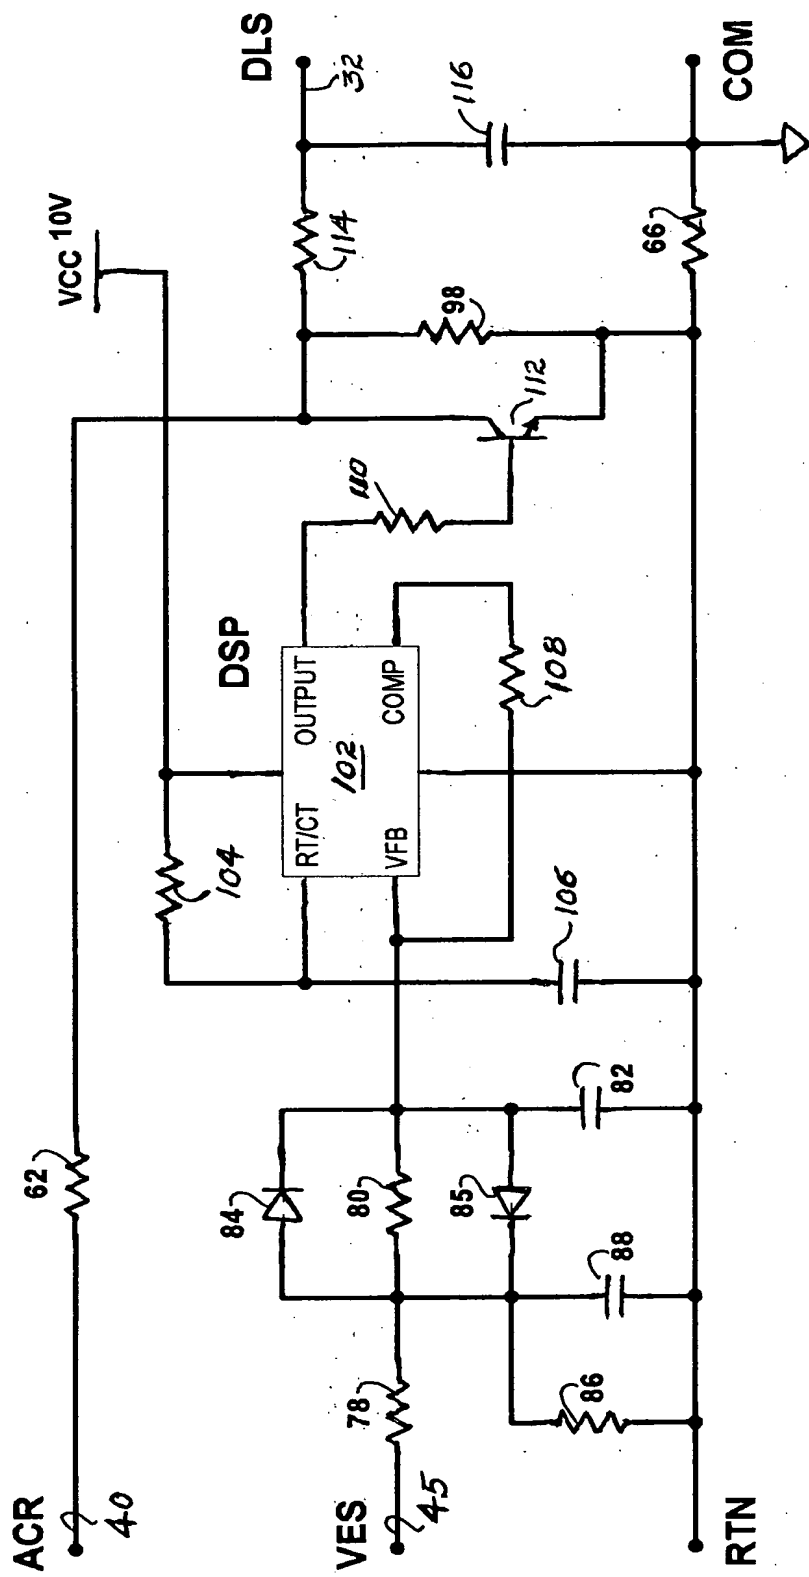 ACR
40
62
VCC 10V
DLS
32
104
DSP
114
RT/CT
OUTPUT
102
VFB
COMP
110
98
112
116
84
VES
45
78
80
85
108
106
86
88
82
66
RTN
COM